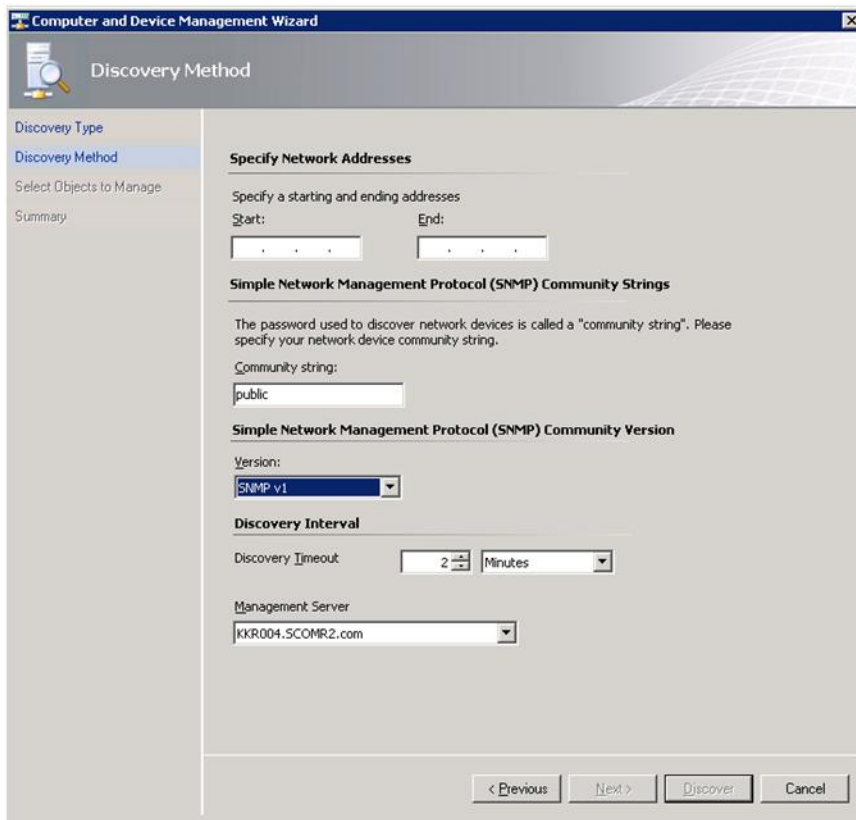 Computer and Device Management Wizard
Discovery Method
Discovery Type
Discovery Method
Select Objects to Manage
Summary
Specify Network Addresses
Specify a starting and ending addresses
Start: End:
. . . . . .
Simple Network Management Protocol (SNMP) Community Strings
The password used to discover network devices is called a "community string". Please
specify your network device community string.
Community string:
public
Simple Network Management Protocol (SNMP) Community Version
Version:
SNMP v1
Discovery Interval
Discovery Timeout 2 Minutes
Management Server
KKR004.SCOMR2.com
< Previous Next > Discover Cancel